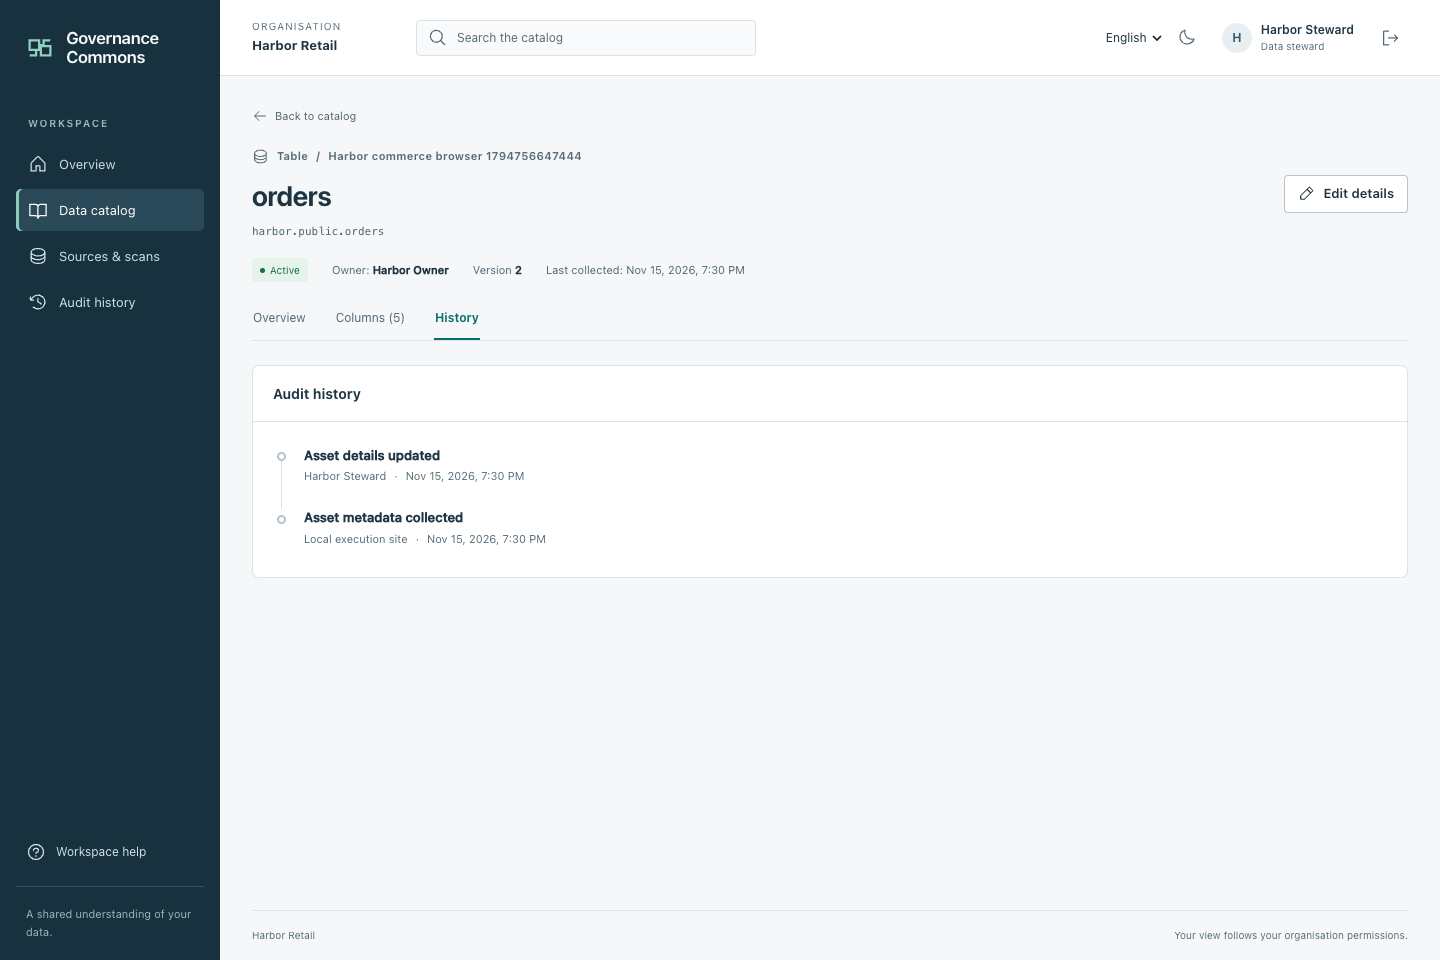 Governance
Commons
WORKSPACE
Overview
Data catalog
Sources & scans
Audit history
Workspace help
A shared understanding of your
data.
ORGANISATION
Harbor Retail
Search the catalog
English
H
Harbor Steward
Data steward
Back to catalog
Table / Harbor commerce browser 1794756647444
orders
Edit details
harbor.public.orders
Active Owner: Harbor Owner Version 2 Last collected: Nov 15, 2026, 7:30 PM
Overview Columns (5) History
Audit history
Asset details updated
Harbor Steward · Nov 15, 2026, 7:30 PM
Asset metadata collected
Local execution site · Nov 15, 2026, 7:30 PM
Harbor Retail
Your view follows your organisation permissions.